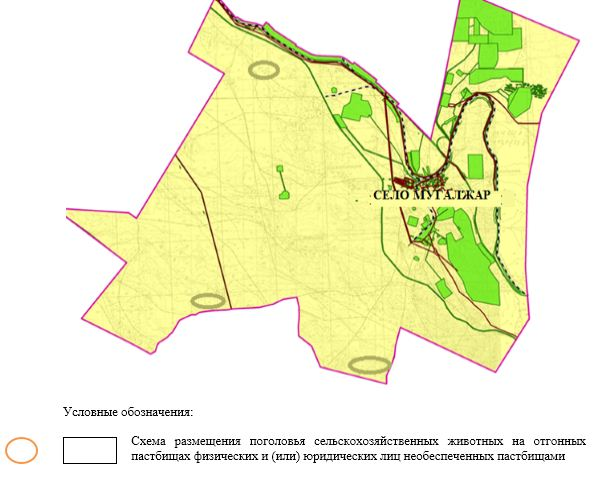 СЕЛО МУГАЛЖАР
Условные обозначения:
Схема размещения поголовья сельскохозяйственных животных на отгонных
пастбищах физических и (или) юридических лиц необеспеченных пастбищами